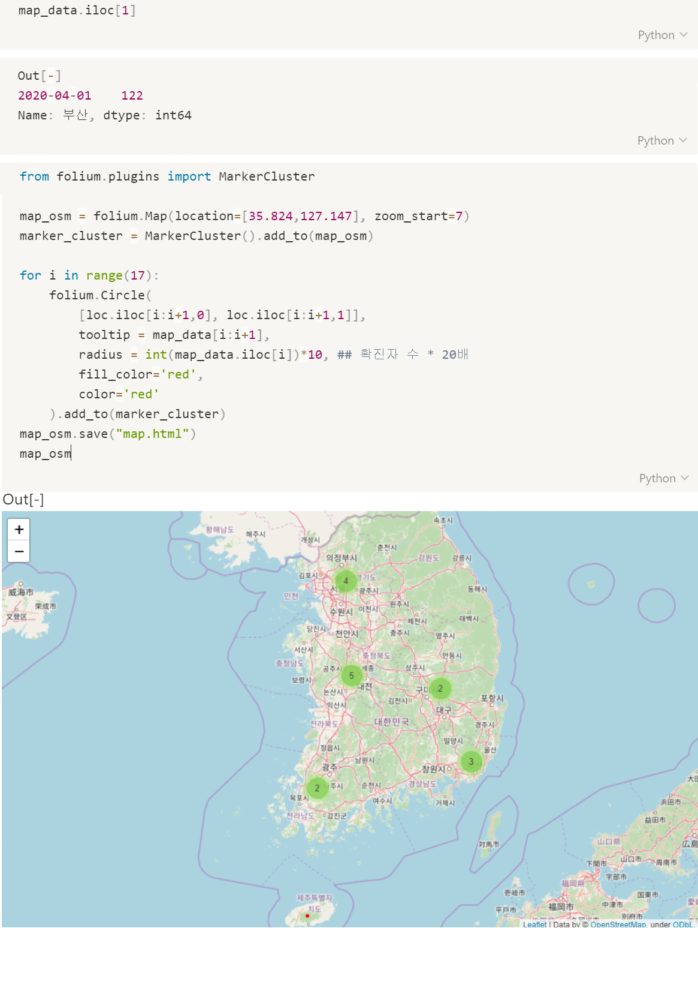 map_data.iloc[1]
Python
Out[-]
2020-04-01    122
Name: 부산, dtype: int64
Python
from folium.plugins import MarkerCluster
map_osm = folium.Map(location=[35.824,127.147], zoom_start=7)
marker_cluster = MarkerCluster().add_to(map_osm)
for i in range(17):
    folium.Circle(
        [loc.iloc[i:i+1,0], loc.iloc[i:i+1,1]],
        tooltip = map_data[i:i+1],
        radius = int(map_data.iloc[i])*10, ## 확진자 수 * 20배
        fill_color='red',
        color='red'
    ).add_to(marker_cluster)
map_osm.save("map.html")
map_osm
Python
Out[-]
+
−
속초시
황해남도
해주시
개성시
춘천시
의정부시
강원도
강릉시
김포시
4
경기도
동해시
광주시
威海市
인천
荣成市
원주시
이천시
수원시
文登区
태백시
제천시
당진시
천안시
충주시
영주시
서산시
충청북도
안동시
충청남도
공주시
5
세종
상주시
보령시
대전
2
논산시
김천시
포항시
익산시
대구
전라북도
대한민국
경주시
밀양시
정읍시
울산
남원시
3
광주
창원시
2
나주시
순천시
경상남도
목포시
여수시
거제시
전라남도
강진군
浜田市
益田市
対馬市
山口県
広島
下関市
山口市
周南市
宇部市
福岡県
壱岐市
国東市
제주특별자
치도
福岡市
中津市
平戸市
別府市
Leaflet | Data by © OpenStreetMap, under ODbL.